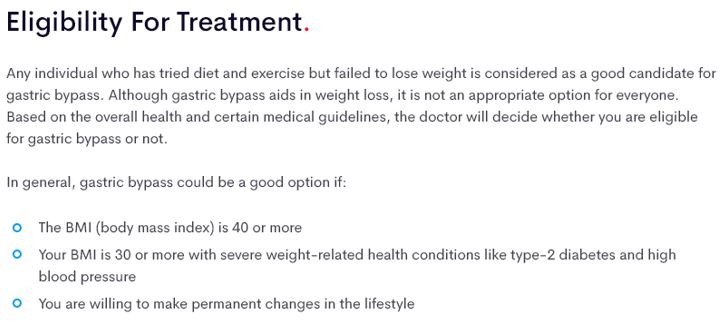 Eligibility For Treatment.
Any individual who has tried diet and exercise but failed to lose weight is considered as a good candidate for
gastric bypass. Although gastric bypass aids in weight loss, it is not an appropriate option for everyone.
Based on the overall health and certain medical guidelines, the doctor will decide whether you are eligible
for gastric bypass or not.
In general, gastric bypass could be a good option if:
The BMI (body mass index) is 40 or more
Your BMI is 30 or more with severe weight-related health conditions like type-2 diabetes and high
blood pressure
You are willing to make permanent changes in the lifestyle